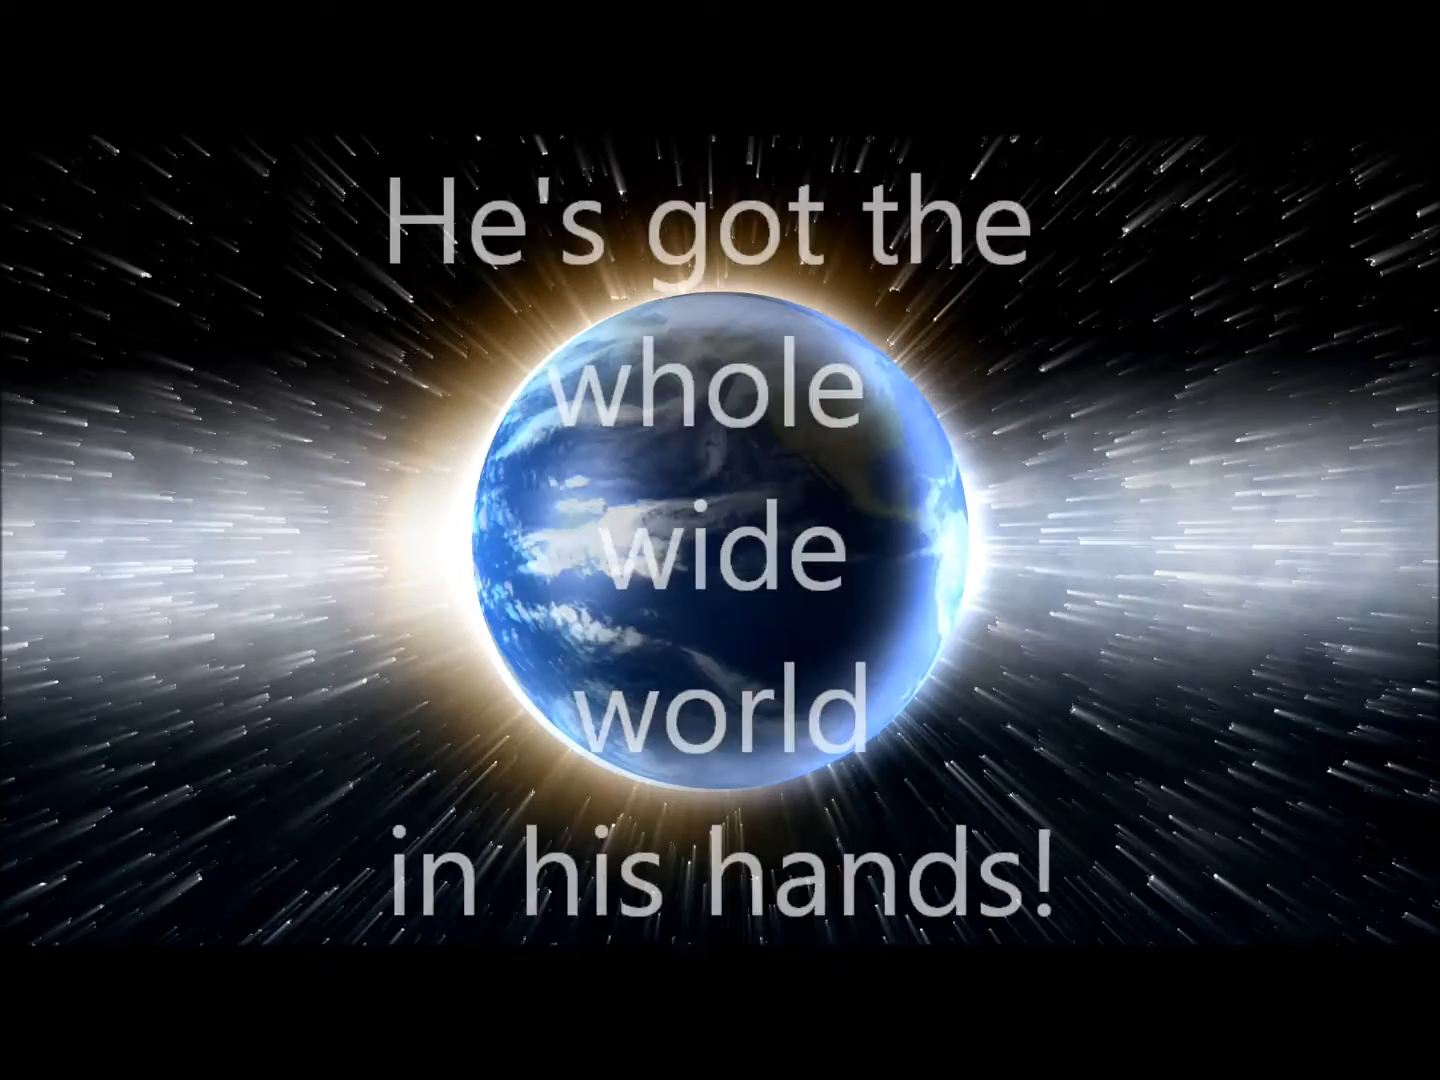 He's got the
whole
wide
world
in his hands!